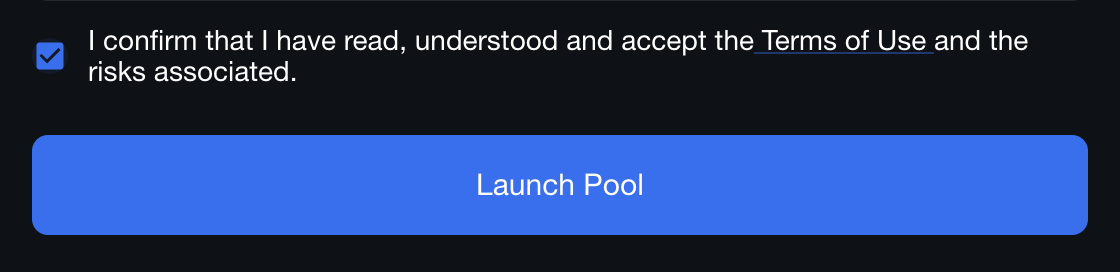 I confirm that I have read, understood and accept the Terms of Use and the
risks associated.
Launch Pool